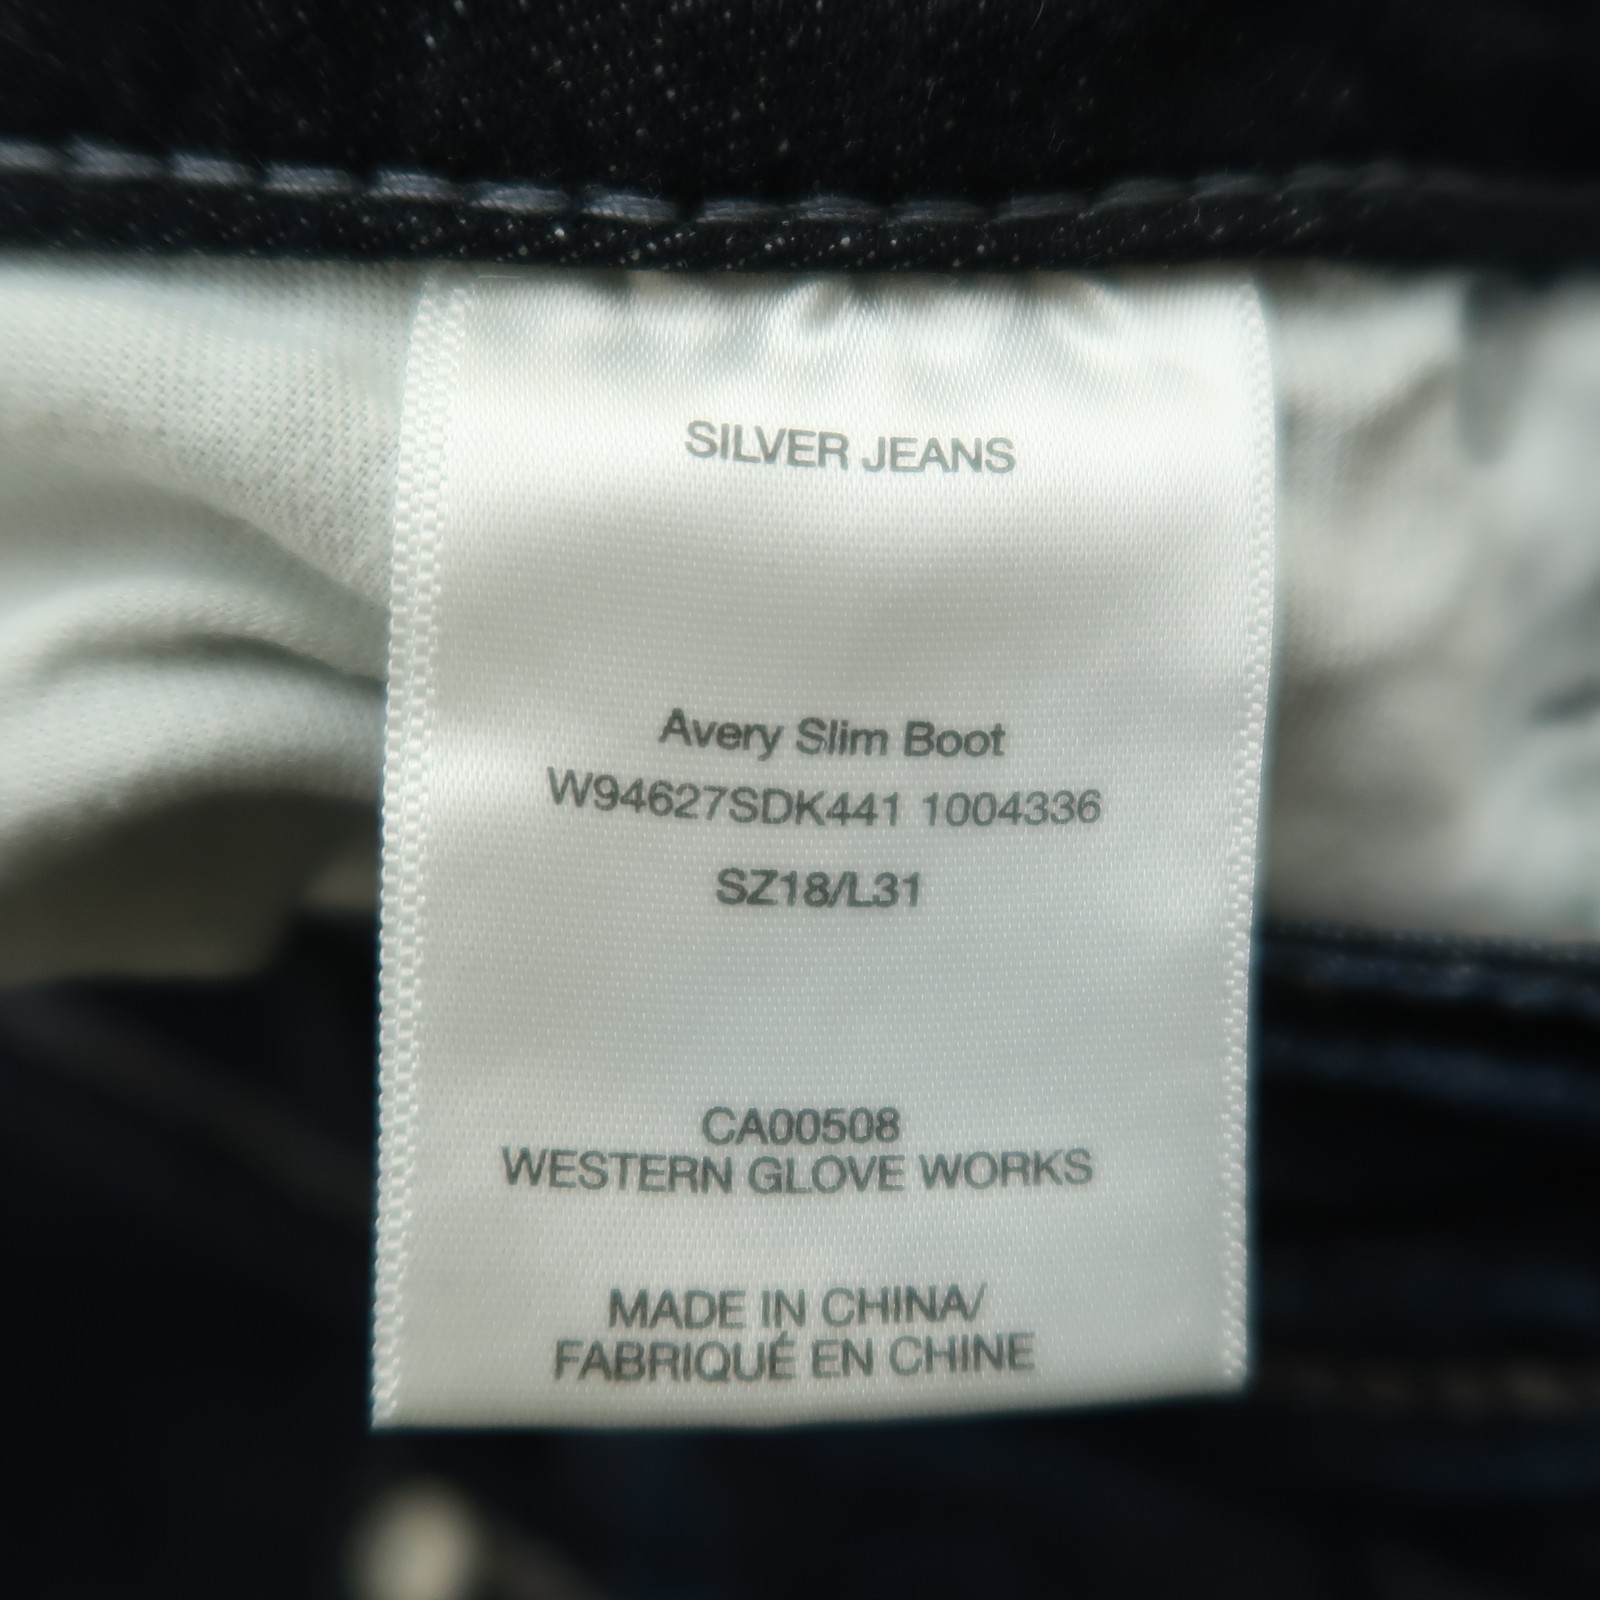 SILVER JEANS
Avery Slim Boot
W94627SDK441 1004336
SZ18/L31
CA00508
WESTERN GLOVE WORKS
MADE IN CHINA/
FABRIQUÉ EN CHINE